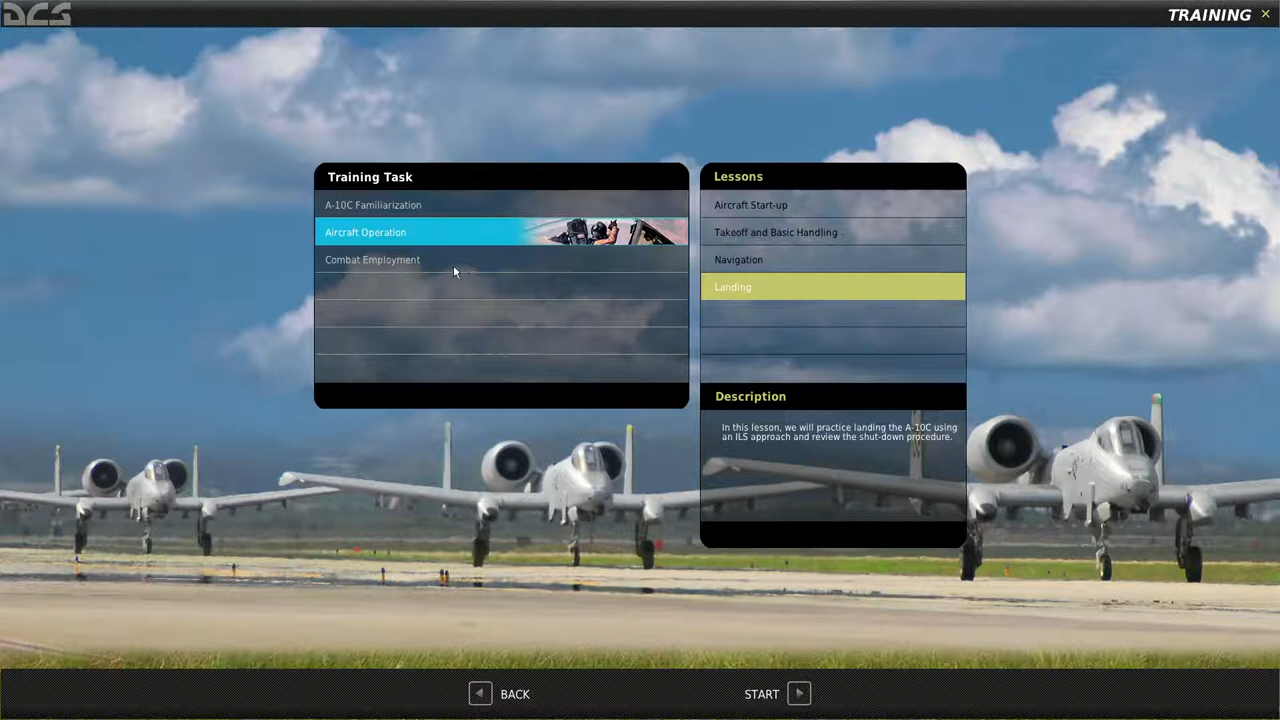 DCS
TRAINING
Training Task
A-10C Familiarization
Aircraft Operation
Combat Employment
Lessons
Aircraft Start-up
Takeoff and Basic Handling
Navigation
Landing
Description
In this lesson, we will practice landing the A-10C using
an ILS approach and review the shut-down procedure.
BACK
START